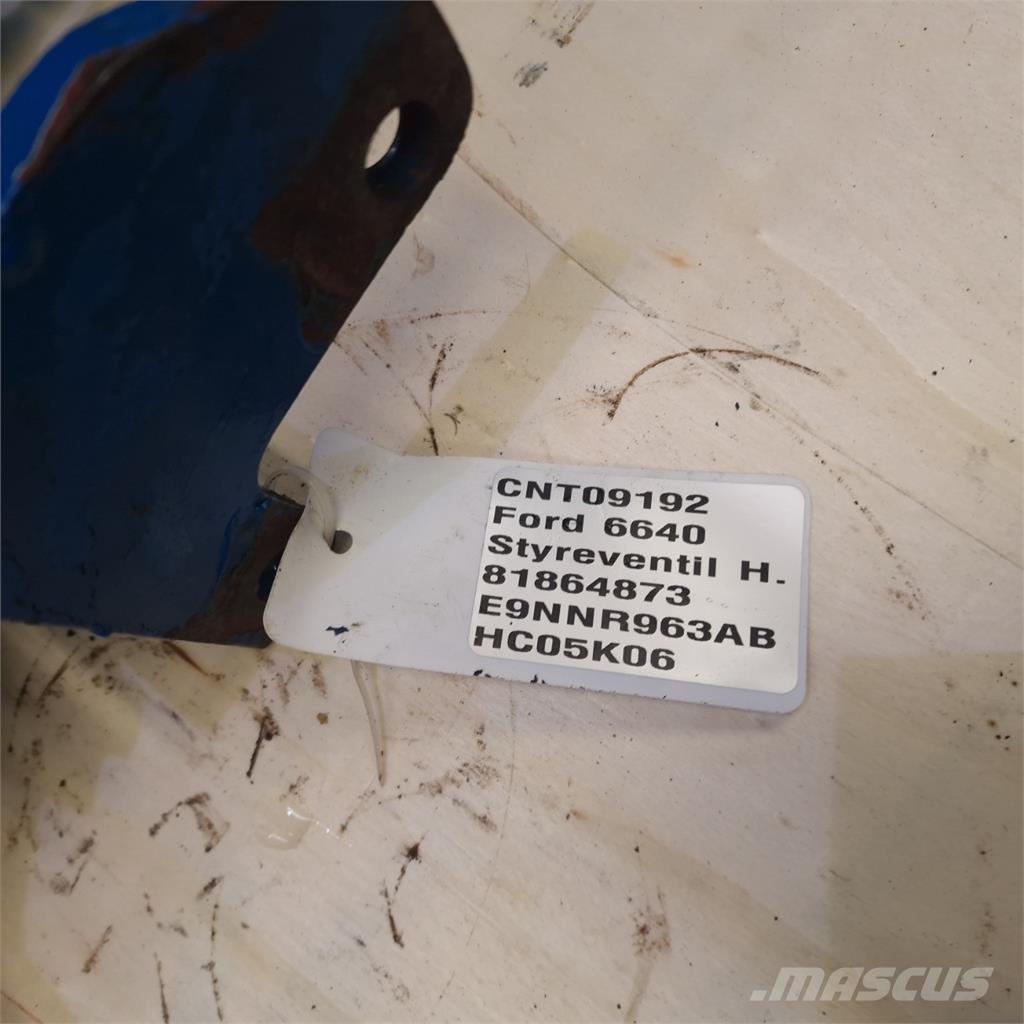 CNT09192
Ford 6640
Styreventil H.
81864873
E9NNR963AB
HC05K06
.MASCUS